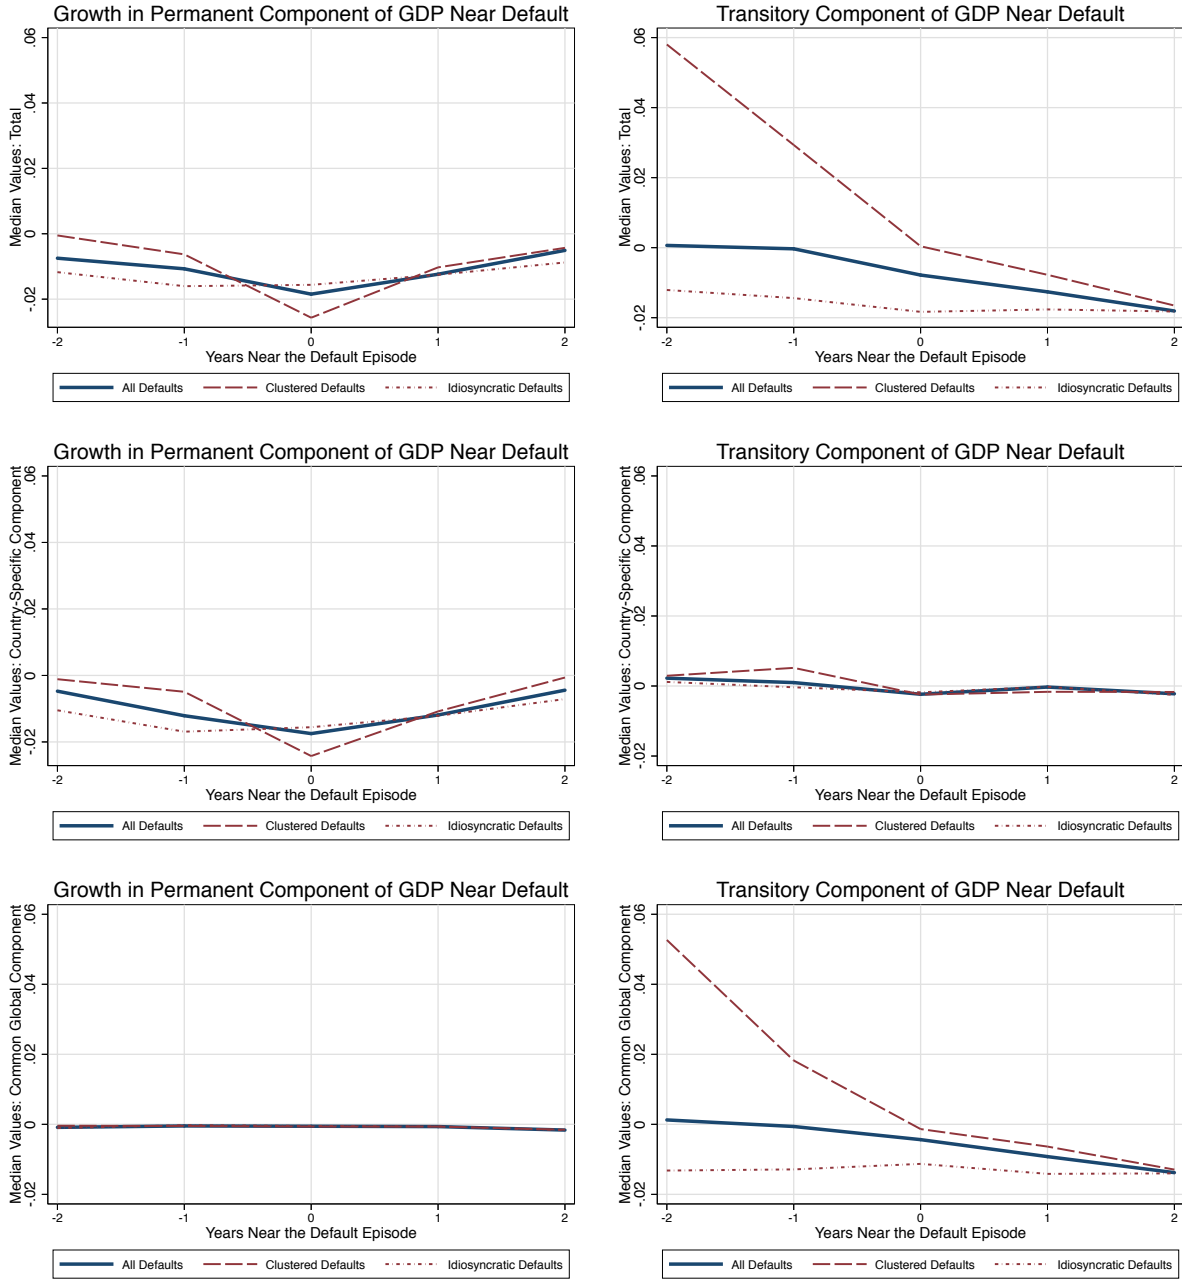 Growth in Permanent Component of GDP Near Default
Median Values: Total
.06
.04
.02
0
-.02
-2
-1
0
1
2
Years Near the Default Episode
All Defaults
Clustered Defaults
Idiosyncratic Defaults
Transitory Component of GDP Near Default
Median Values: Total
.06
.04
.02
0
-.02
-2
-1
0
1
2
Years Near the Default Episode
All Defaults
Clustered Defaults
Idiosyncratic Defaults
Growth in Permanent Component of GDP Near Default
Median Values: Country-Specific Component
.06
.04
.02
0
-.02
-2
-1
0
1
2
Years Near the Default Episode
All Defaults
Clustered Defaults
Idiosyncratic Defaults
Transitory Component of GDP Near Default
Median Values: Country-Specific Component
.06
.04
.02
0
-.02
-2
-1
0
1
2
Years Near the Default Episode
All Defaults
Clustered Defaults
Idiosyncratic Defaults
Growth in Permanent Component of GDP Near Default
Median Values: Common Global Component
.06
.04
.02
0
-.02
-2
-1
0
1
2
Years Near the Default Episode
All Defaults
Clustered Defaults
Idiosyncratic Defaults
Transitory Component of GDP Near Default
Median Values: Common Global Component
.06
.04
.02
0
-.02
-2
-1
0
1
2
Years Near the Default Episode
All Defaults
Clustered Defaults
Idiosyncratic Defaults